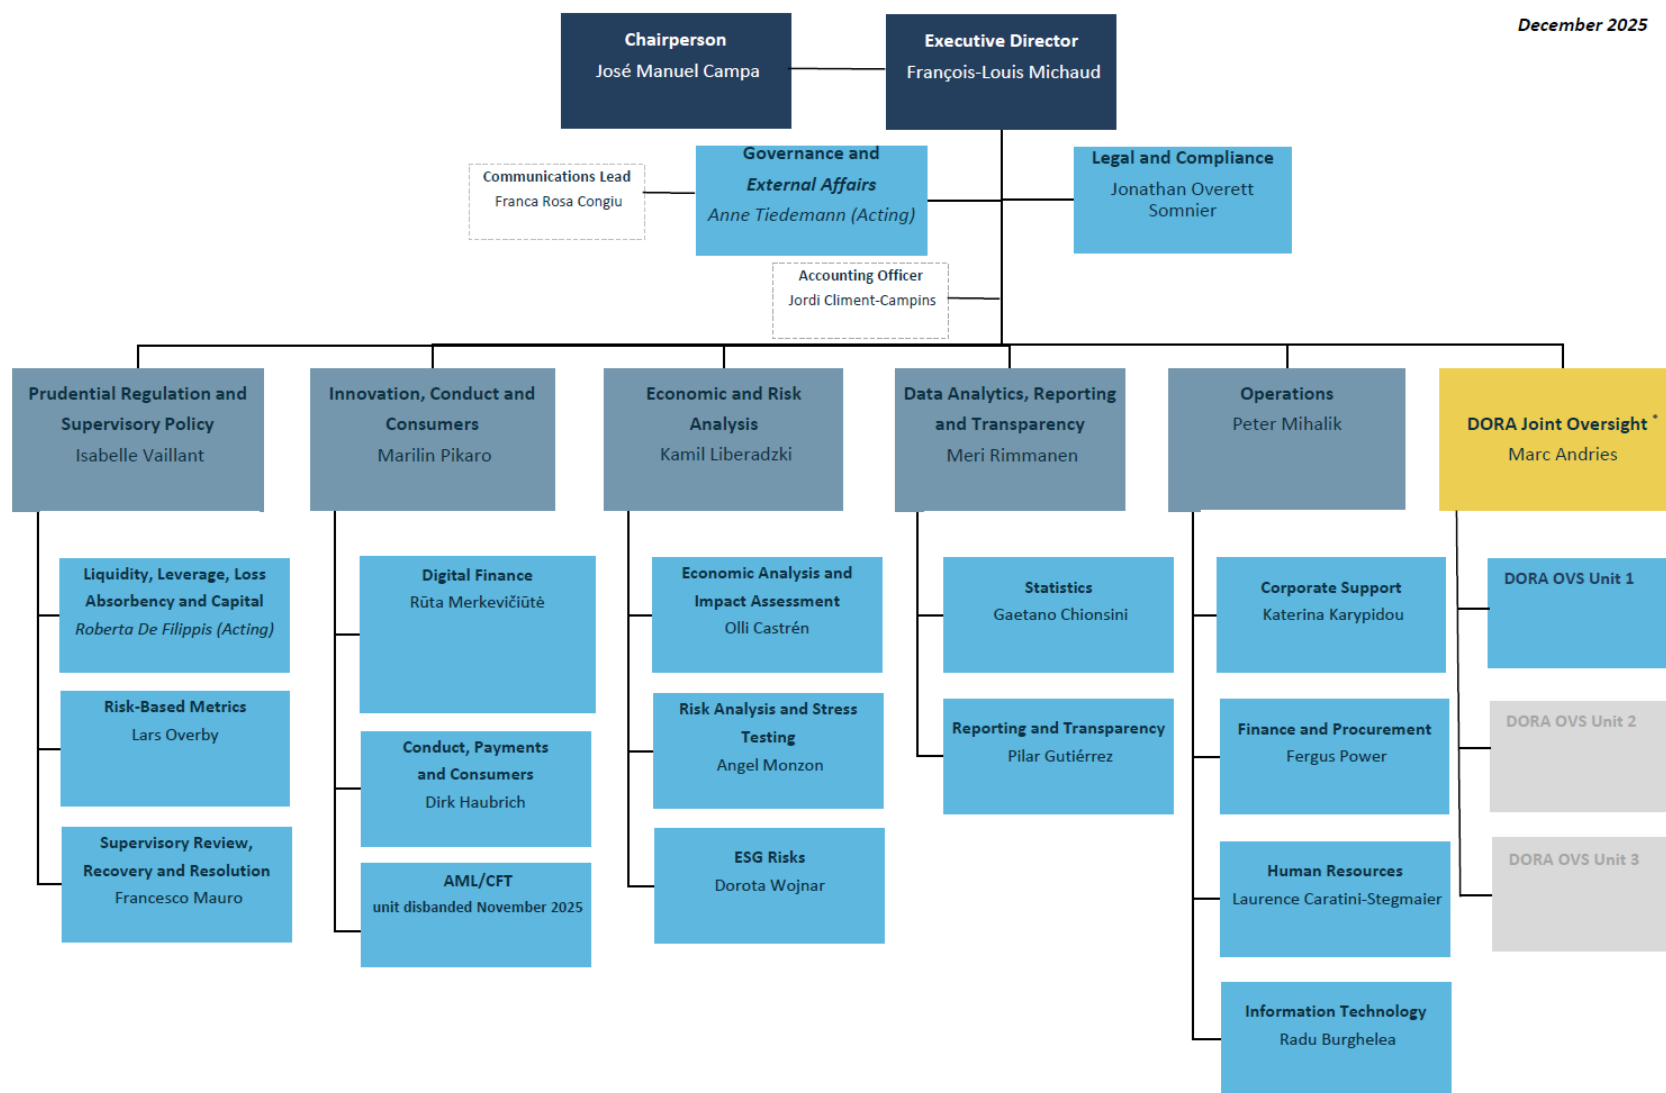 December 2025
Chairperson
José Manuel Campa
Executive Director
François-Louis Michaud
Communications Lead
Franca Rosa Congiu
Governance and
External Affairs
Anne Tiedemann (Acting)
Legal and Compliance
Jonathan Overett
Somnier
Accounting Officer
Jordi Climent-Campins
Prudential Regulation and
Supervisory Policy
Isabelle Vaillant
Innovation, Conduct and
Consumers
Marilin Pikaro
Economic and Risk
Analysis
Kamil Liberadzki
Data Analytics, Reporting
and Transparency
Meri Rimmanen
Operations
Peter Mihalik
DORA Joint Oversight *
Marc Andries
Liquidity, Leverage, Loss
Absorbency and Capital
Roberta De Filippis (Acting)
Risk-Based Metrics
Lars Overby
Supervisory Review,
Recovery and Resolution
Francesco Mauro
Digital Finance
Rūta Merkevičiūtė
Conduct, Payments
and Consumers
Dirk Haubrich
AML/CFT
unit disbanded November 2025
Economic Analysis and
Impact Assessment
Olli Castrén
Risk Analysis and Stress
Testing
Angel Monzon
ESG Risks
Dorota Wojnar
Statistics
Gaetano Chionsini
Reporting and Transparency
Pilar Gutiérrez
Corporate Support
Katerina Karypidou
Finance and Procurement
Fergus Power
Human Resources
Laurence Caratini-Stegmaier
Information Technology
Radu Burghelea
DORA OVS Unit 1
DORA OVS Unit 2
DORA OVS Unit 3